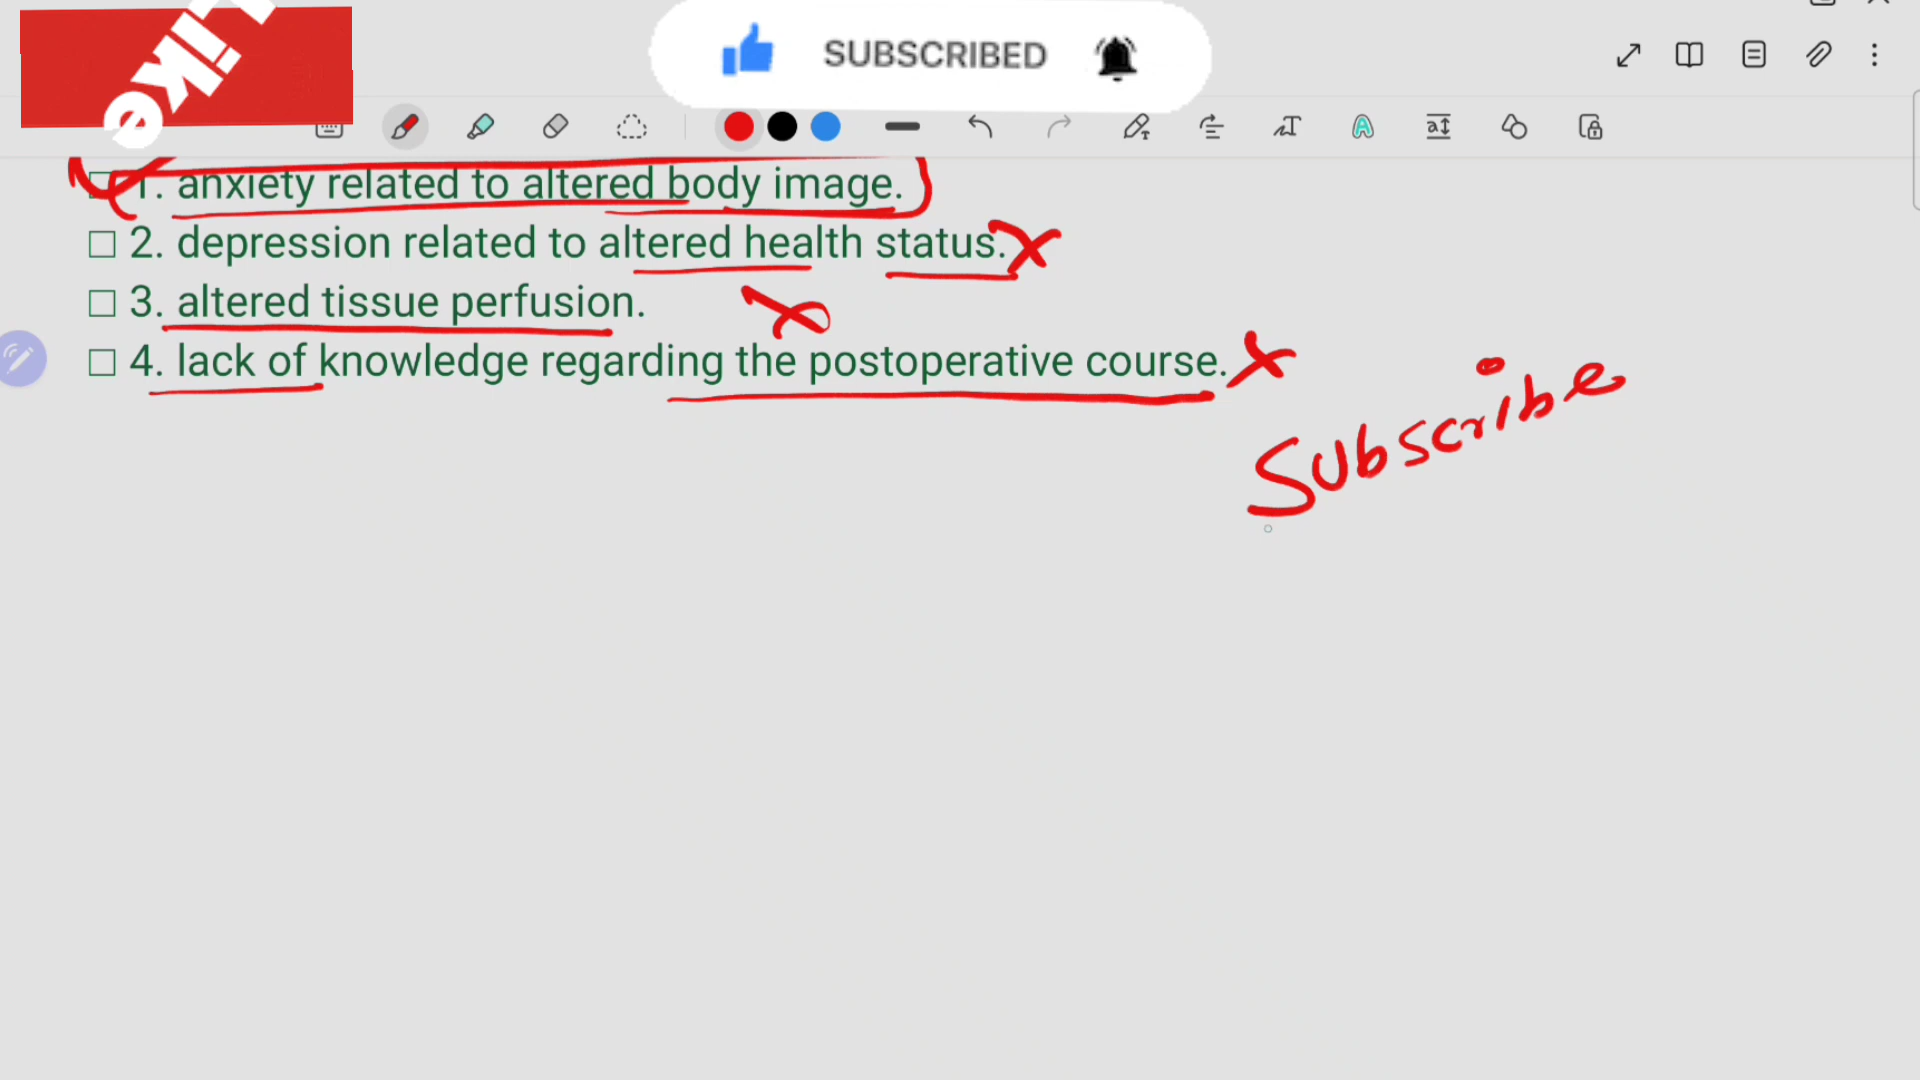 Like
SUBSCRIBED
1. anxiety related to altered body image.
2. depression related to altered health status.
3. altered tissue perfusion.
4. lack of knowledge regarding the postoperative course.
Subscribe